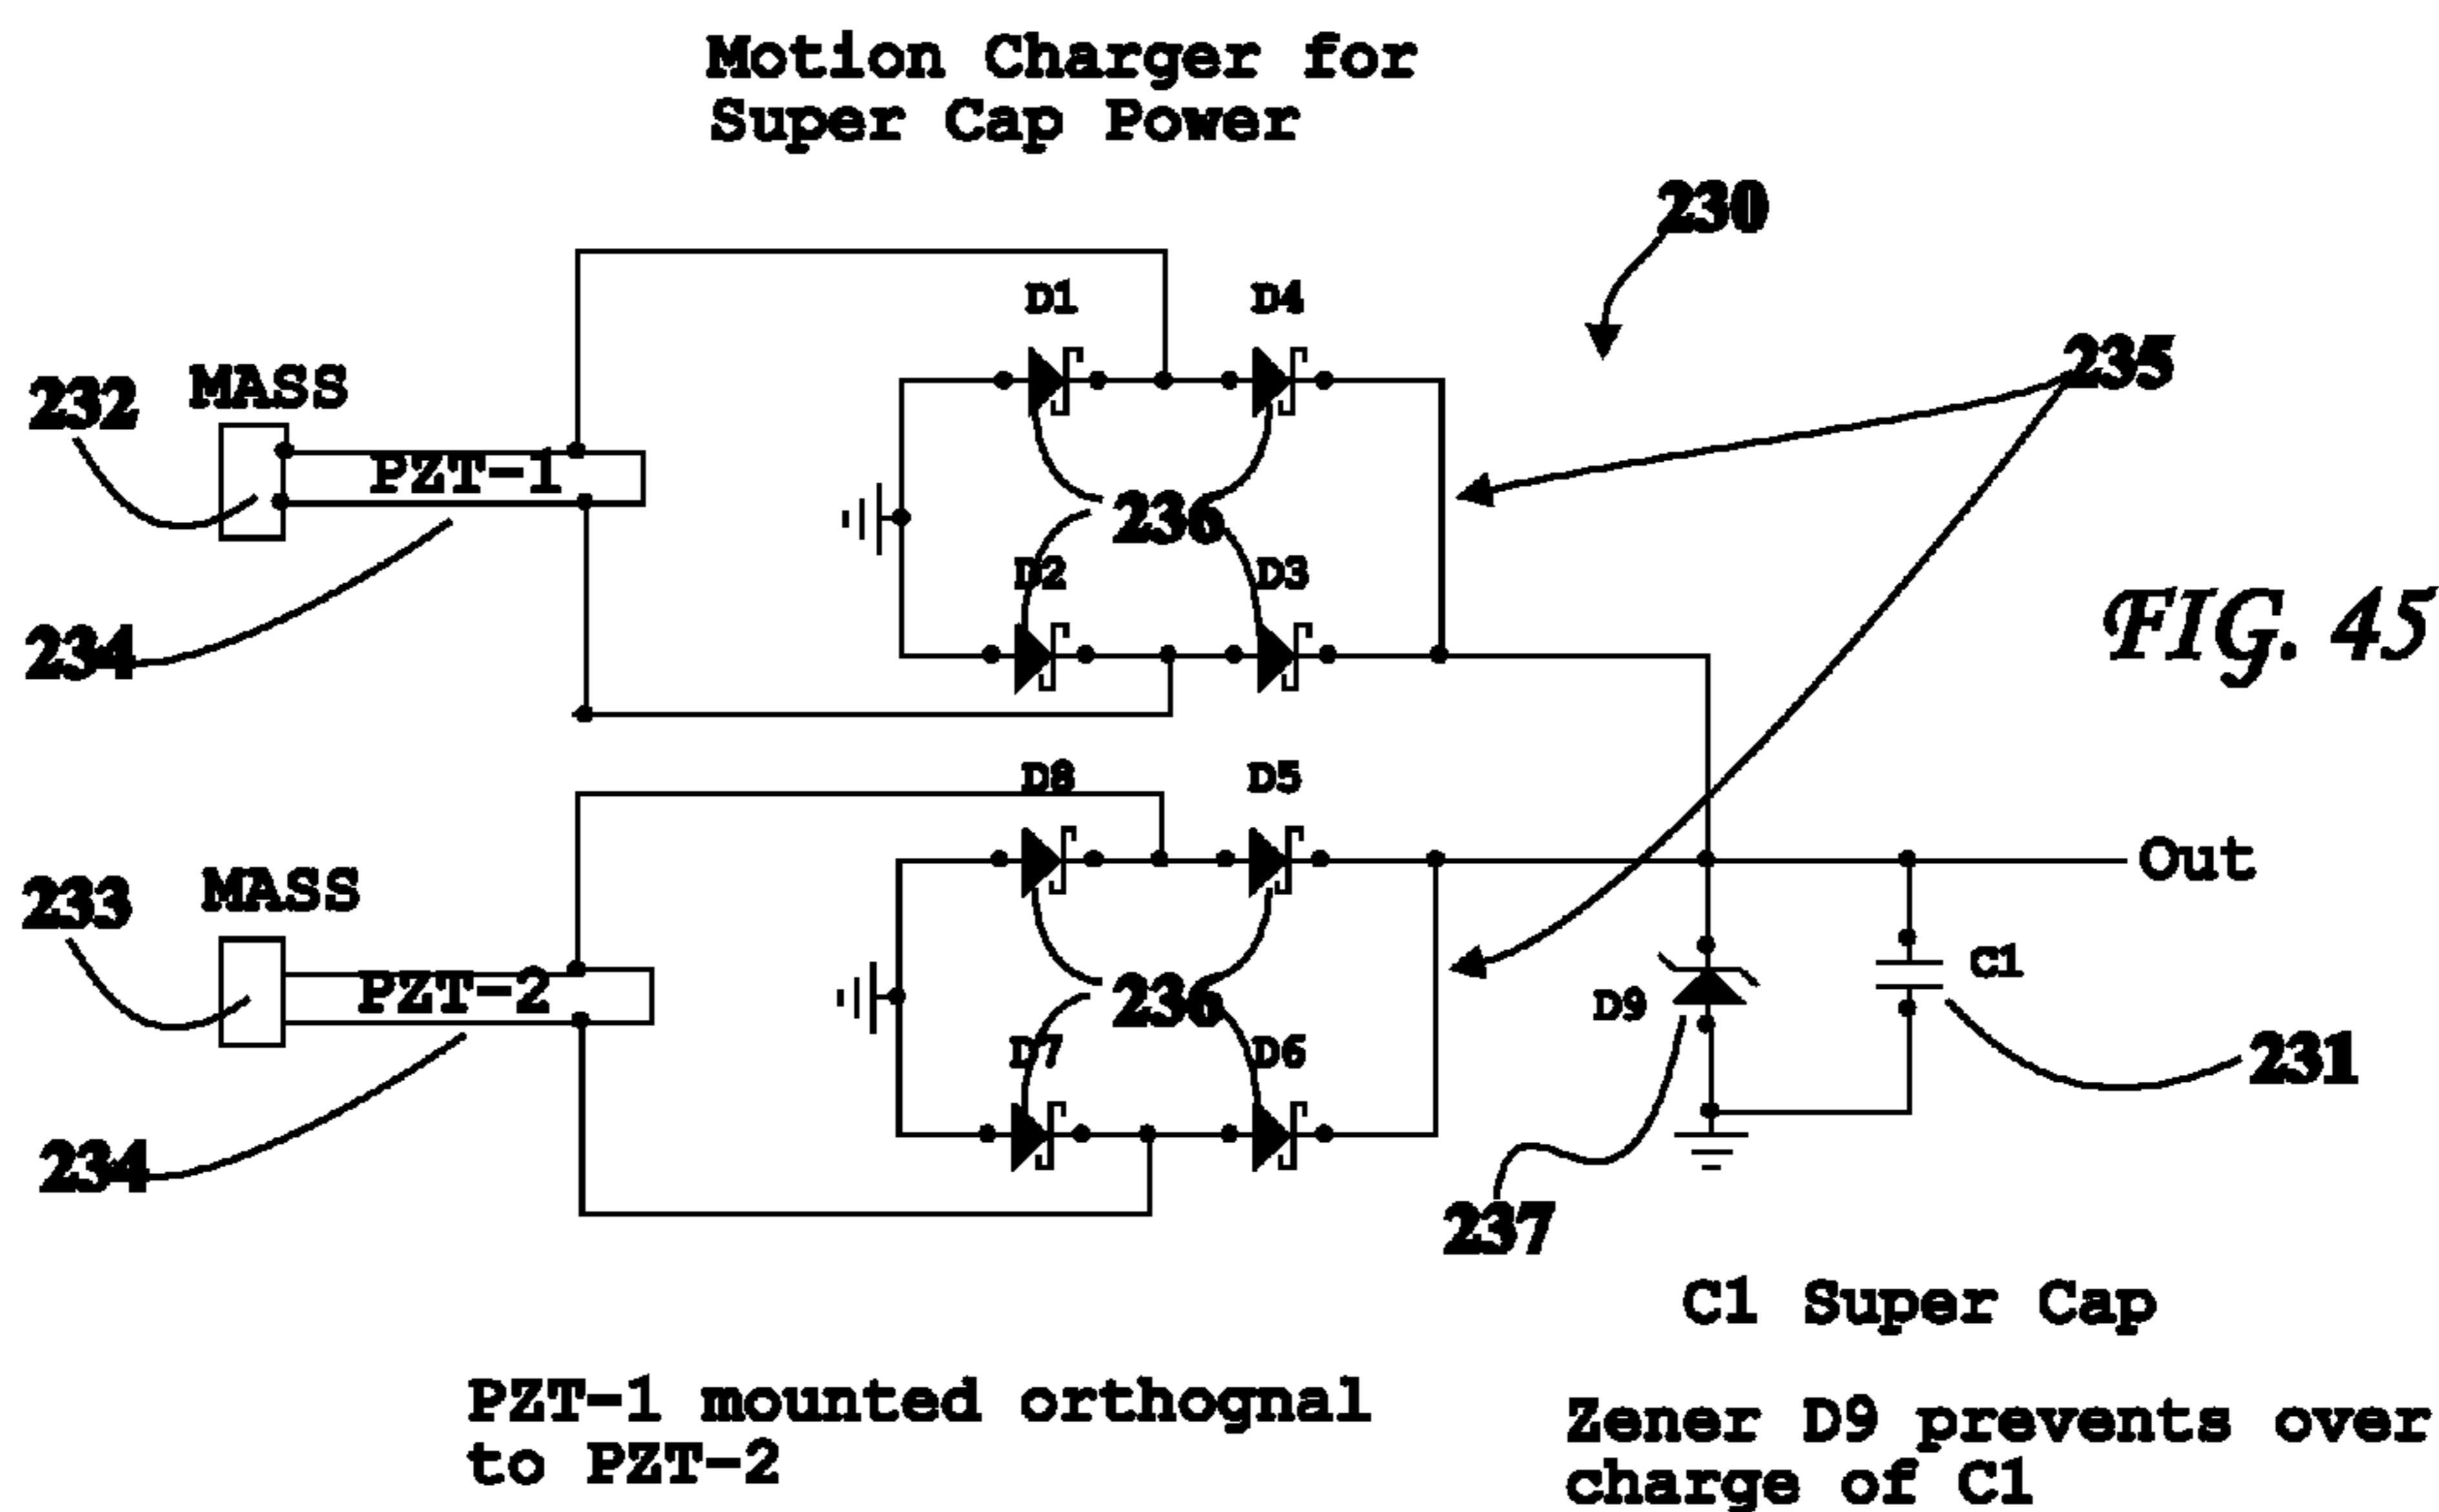 Motion Charger for
Super Cap Power
230
D1
D4
235
232
MASS
PZT-1
236
D2
D3
FIG. 45
234
D8
D5
Out
233
MASS
PZT-2
236
C1
D9
D7
D6
231
234
237
C1 Super Cap
PZT-1 mounted orthognal
to PZT-2
Zener D9 prevents over
charge of C1